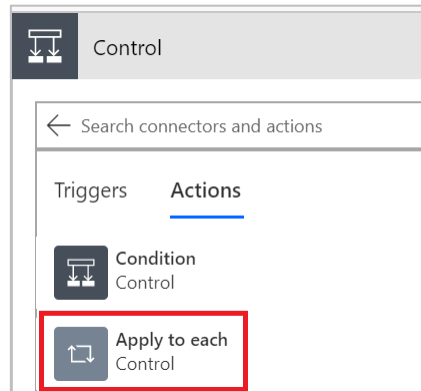 Control
Search connectors and actions
Triggers Actions
Condition
Control
Apply to each
Control